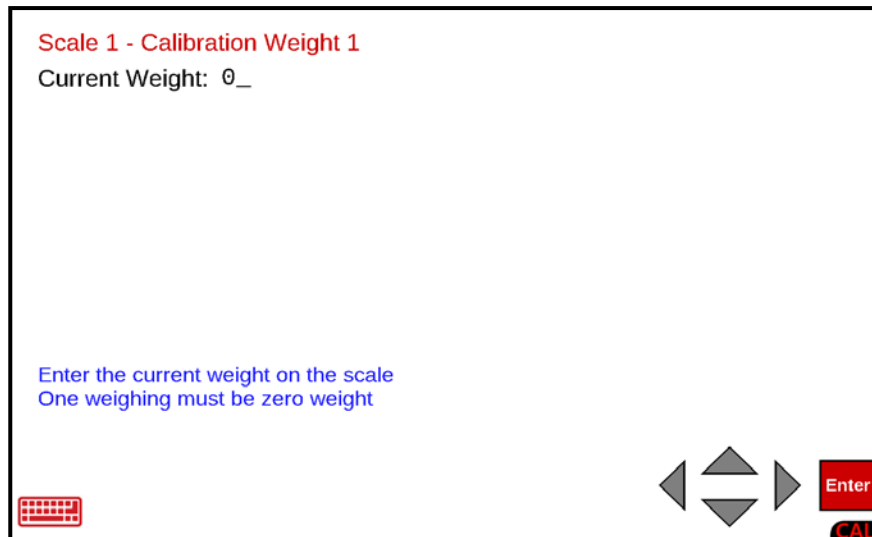 Scale 1 - Calibration Weight 1
Current Weight: 0_
Enter the current weight on the scale
One weighing must be zero weight
Enter
CAL